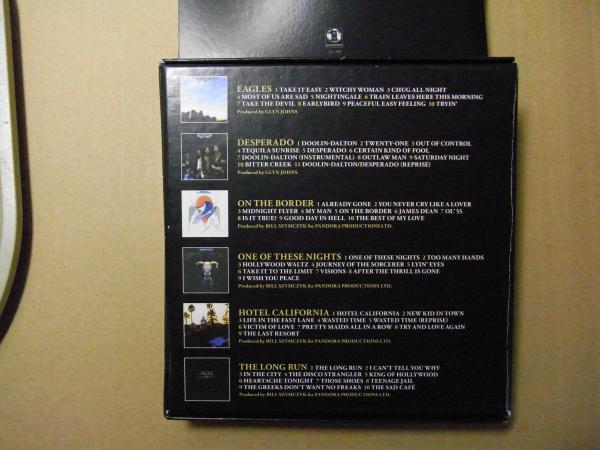 EAGLES 1 TAKE IT EASY 2 WITCHY WOMAN 3 CHUG ALL NIGHT
4 MOST OF US ARE SAD 5 NIGHTINGALE 6 TRAIN LEAVES HERE THIS MORNING
7 TAKE THE DEVIL 8 EARLYBIRD 9 PEACEFUL EASY FEELING 10 TRYIN'
Produced by GLYN JOHNS
DESPERADO 1 DOOLIN-DALTON 2 TWENTY-ONE 3 OUT OF CONTROL
4 TEQUILA SUNRISE 5 DESPERADO 6 CERTAIN KIND OF FOOL
7 DOOLIN-DALTON (INSTRUMENTAL) 8 OUTLAW MAN 9 SATURDAY NIGHT
10 BITTER CREEK 11 DOOLIN-DALTON/DESPERADO (REPRISE)
Produced by GLYN JOHNS
ON THE BORDER 1 ALREADY GONE 2 YOU NEVER CRY LIKE A LOVER
3 MIDNIGHT FLYER 4 MY MAN 5 ON THE BORDER 6 JAMES DEAN 7 OL' 55
8 IS IT TRUE? 9 GOOD DAY IN HELL 10 THE BEST OF MY LOVE
Produced by BILL SZYMCZYK for PANDORA PRODUCTIONS LTD.
ONE OF THESE NIGHTS 1 ONE OF THESE NIGHTS 2 TOO MANY HANDS
3 HOLLYWOOD WALTZ 4 JOURNEY OF THE SORCERER 5 LYIN' EYES
6 TAKE IT TO THE LIMIT 7 VISIONS 8 AFTER THE THRILL IS GONE
9 I WISH YOU PEACE
Produced by BILL SZYMCZYK for PANDORA PRODUCTIONS LTD.
HOTEL CALIFORNIA 1 HOTEL CALIFORNIA 2 NEW KID IN TOWN
3 LIFE IN THE FAST LANE 4 WASTED TIME 5 WASTED TIME (REPRISE)
6 VICTIM OF LOVE 7 PRETTY MAIDS ALL IN A ROW 8 TRY AND LOVE AGAIN
9 THE LAST RESORT
Produced by BILL SZYMCZYK for PANDORA PRODUCTIONS LTD.
THE LONG RUN 1 THE LONG RUN 2 I CAN'T TELL YOU WHY
3 IN THE CITY 4 THE DISCO STRANGLER 5 KING OF HOLLYWOOD
6 HEARTACHE TONIGHT 7 THOSE SHOES 8 TEENAGE JAIL
9 THE GREEKS DON'T WANT NO FREAKS 10 THE SAD CAFÉ
Produced by BILL SZYMCZYK for PANDORA PRODUCTIONS LTD.